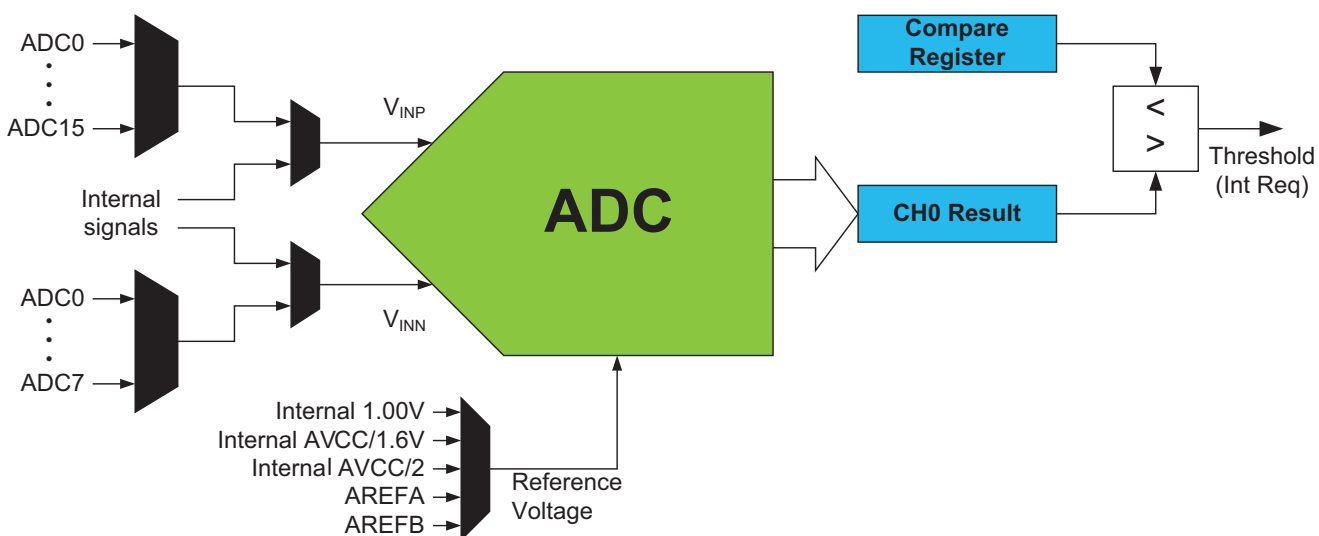 ADC0
ADC15
Internal
signals
ADC0
ADC7
VINP
VINN
ADC
Internal 1.00V
Internal AVCC/1.6V
Internal AVCC/2
AREFA
AREFB
Reference
Voltage
Compare
Register
CH0 Result
<
>
Threshold
(Int Req)